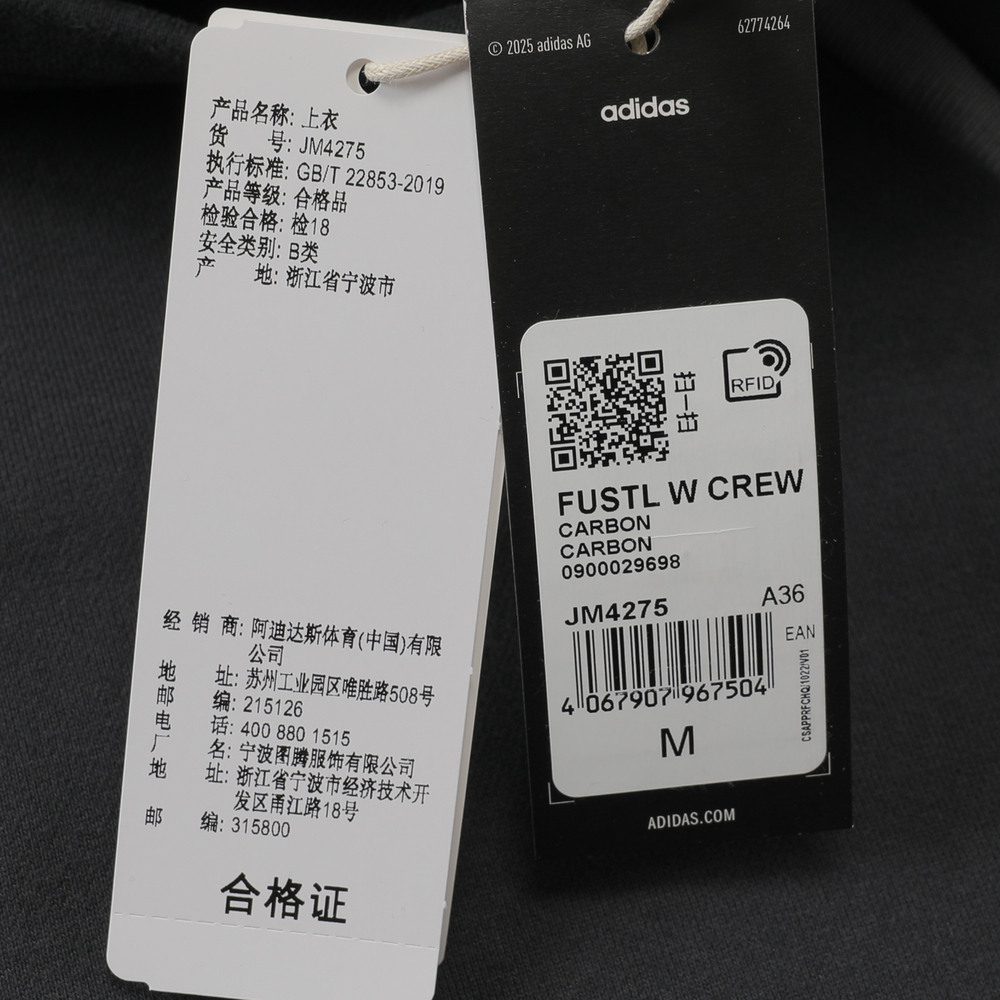 产品名称: 上衣
货 号: JM4275
执行标准: GB/T 22853-2019
产品等级: 合格品
检验合格: 检18
安全类别: B类
产 地: 浙江省宁波市
经 销 商: 阿迪达斯体育(中国)有限
公司
地 址: 苏州工业园区唯胜路508号
邮 编: 215126
电 话: 400 880 1515
厂 名: 宁波图腾服饰有限公司
地 址: 浙江省宁波市经济技术开
发区甬江路18号
邮 编: 315800
合格证
© 2025 adidas AG
62774264
adidas
扫一扫
RFID
FUSTL W CREW
CARBON
CARBON
0900029698
JM4275
A36
EAN
4 067907 967504
CSAPPRFCHQ/1022/V01
M
ADIDAS.COM